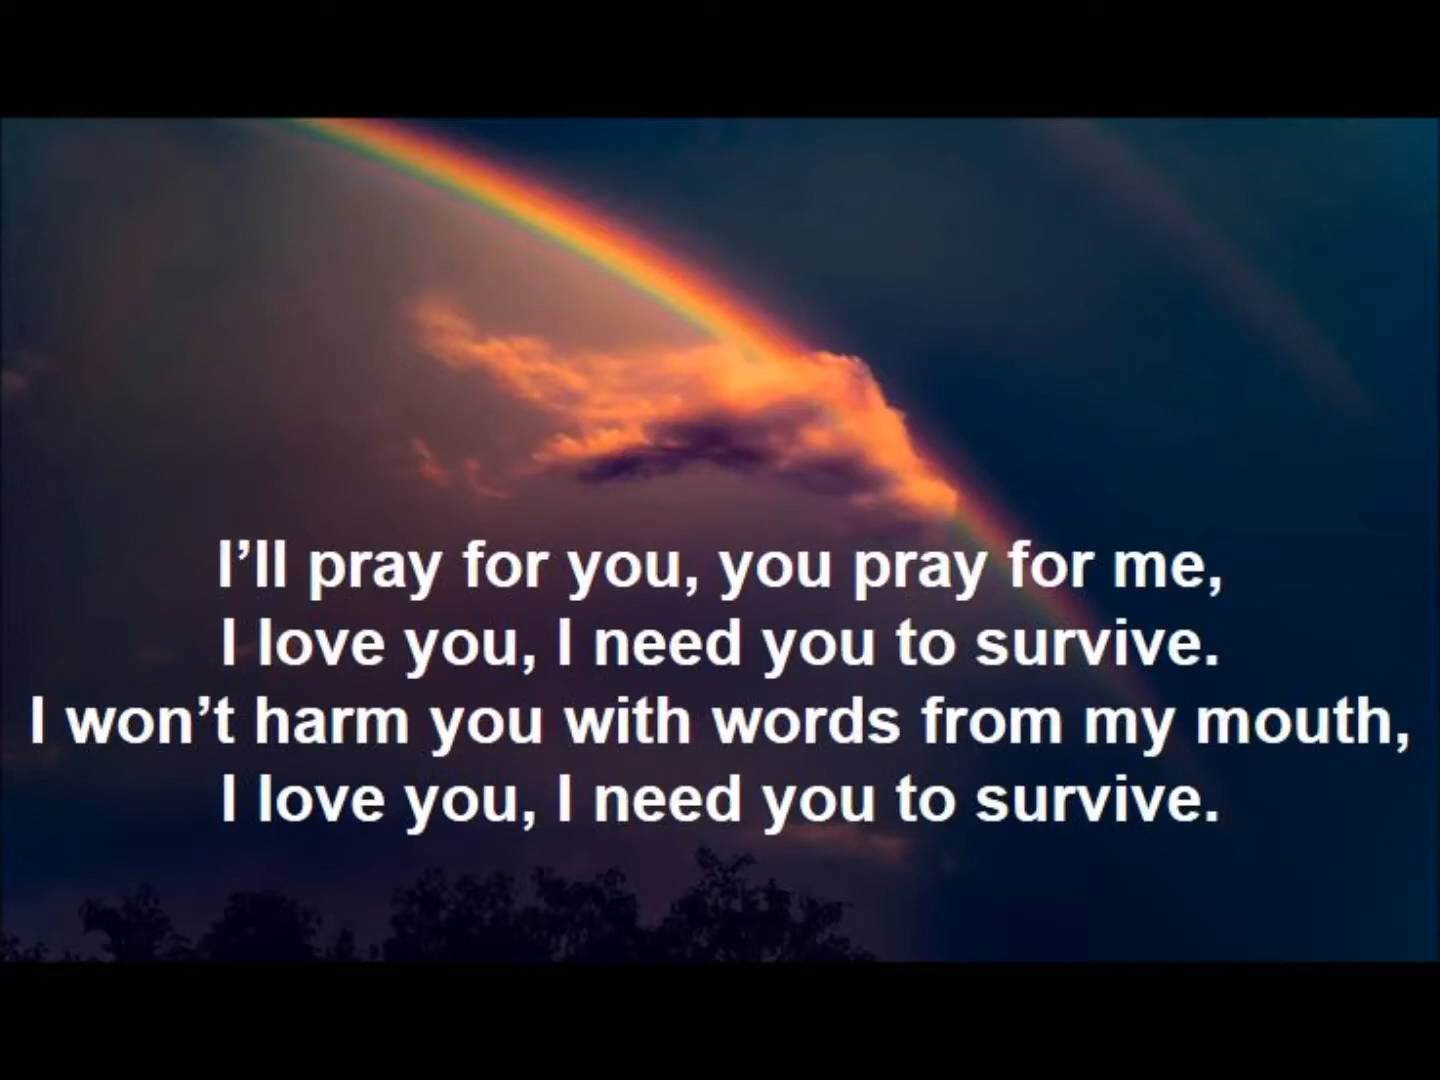 I’ll pray for you, you pray for me,
I love you, I need you to survive.
I won’t harm you with words from my mouth,
I love you, I need you to survive.